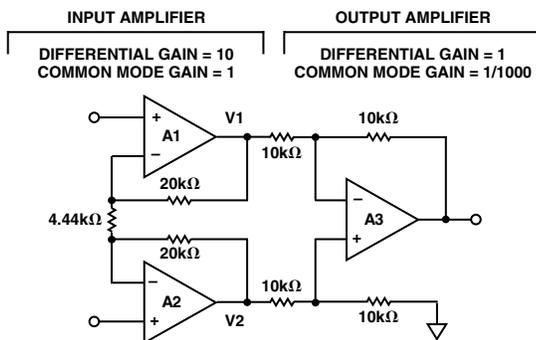 INPUT AMPLIFIER
OUTPUT AMPLIFIER
DIFFERENTIAL GAIN = 10
COMMON MODE GAIN = 1
DIFFERENTIAL GAIN = 1
COMMON MODE GAIN = 1/1000
+
A1
−
V1
10kΩ
10kΩ
20kΩ
4.44kΩ
20kΩ
−
A3
+
−
A2
+
V2
10kΩ
10kΩ